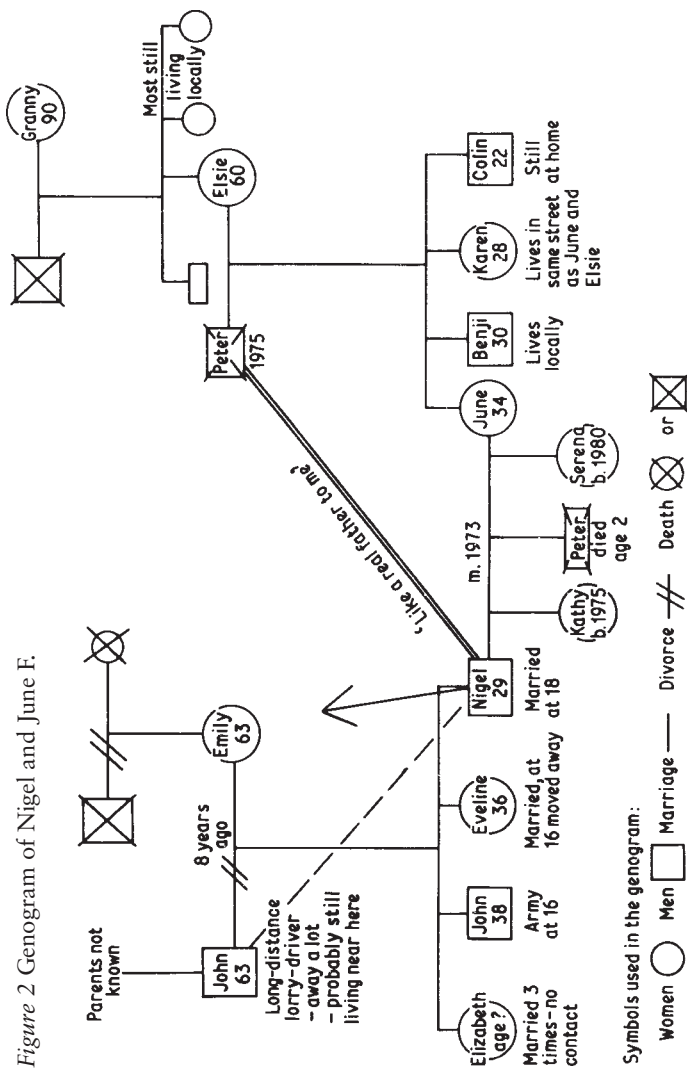 Figure 2 Genogram of Nigel and June F.
Parents not
known
John
63
8 years
ago
Emily
63
Long-distance
lorry-driver
– away a lot
– probably still
living near here
Elizabeth
age?
Married 3
times–no
contact
John
38
Army
at 16
Eveline
36
Married, at
16 moved away
Nigel
29
Married
at 18
'Like a real father to me'
Granny
90
Most still
living
locally
Peter
1975
Elsie
60
m. 1973
June
34
Benji
30
Lives
locally
Karen
28
Lives in
same street
as June and
Elsie
Colin
22
Still
at home
Kathy
b. 1975
Peter
died
age 2
Serena
b. 1980
Symbols used in the genogram:
Women Men Marriage Divorce Death or